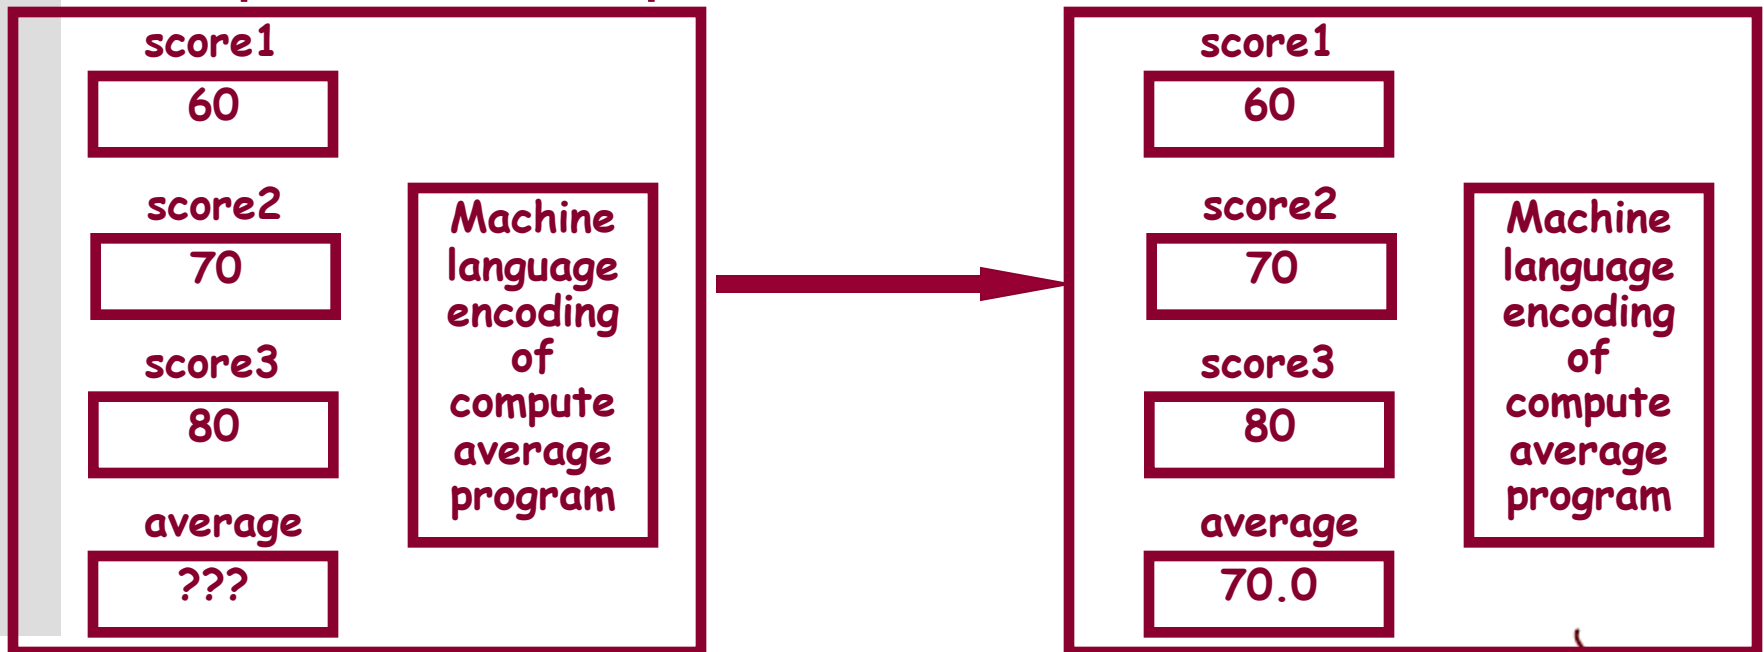 score1
60
score2
70
score3
80
average
???
Machine
language
encoding
of
compute
average
program
score1
60
score2
70
score3
80
average
70.0
Machine
language
encoding
of
compute
average
program